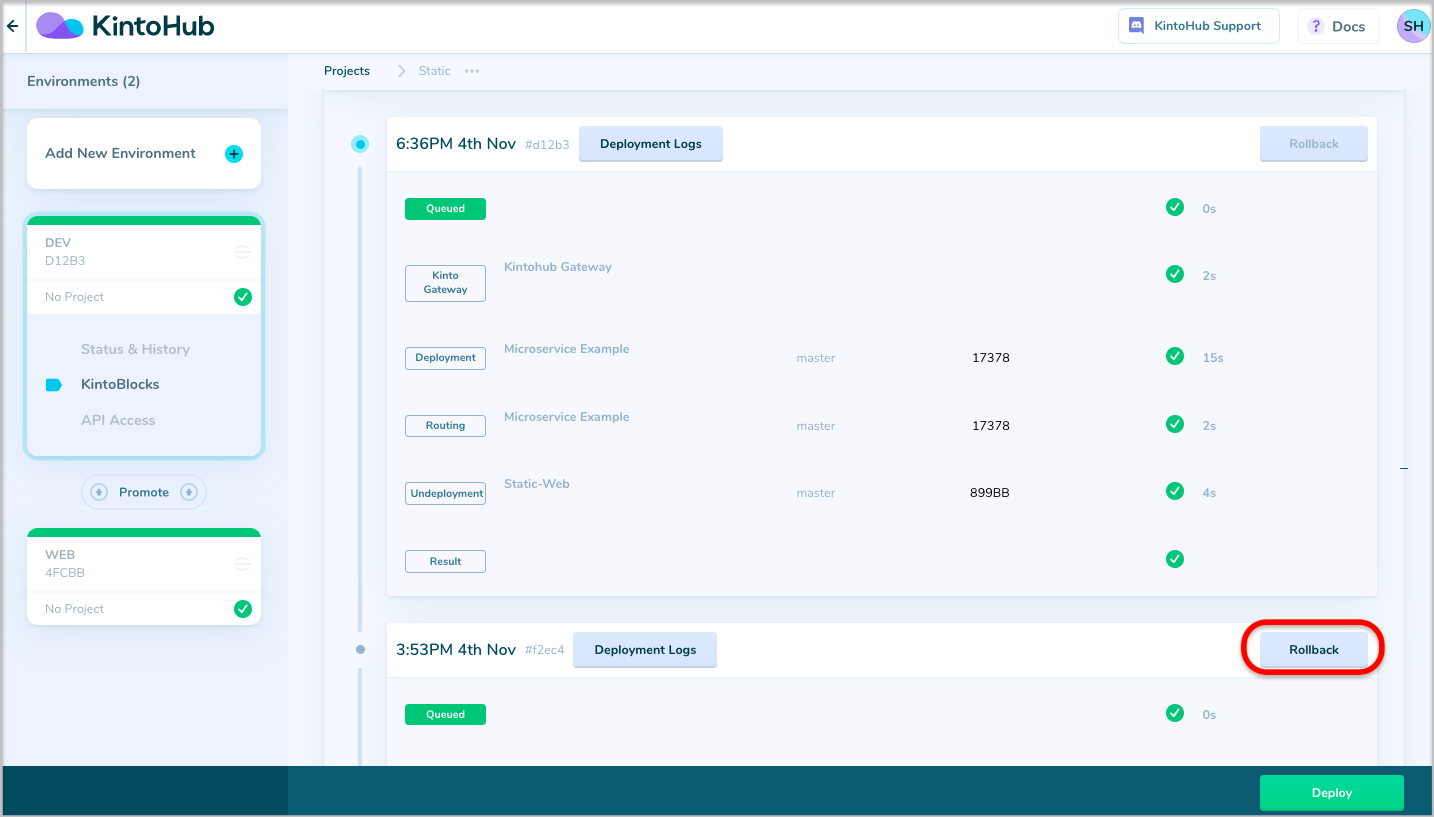 KintoHub
KintoHub Support
? Docs
SH
Environments (2)
Projects
Static
Add New Environment
DEV
D12B3
No Project
Status & History
KintoBlocks
API Access
Promote
WEB
4FCBB
No Project
6:36PM 4th Nov #d12b3 Deployment Logs Rollback
Queued 0s
Kinto
Gateway
Kintohub Gateway
2s
Deployment
Microservice Example
master 17378 15s
Routing
Microservice Example
master 17378 2s
Undeployment
Static-Web
master 899BB 4s
Result
3:53PM 4th Nov #f2ec4 Deployment Logs Rollback
Queued 0s
Deploy